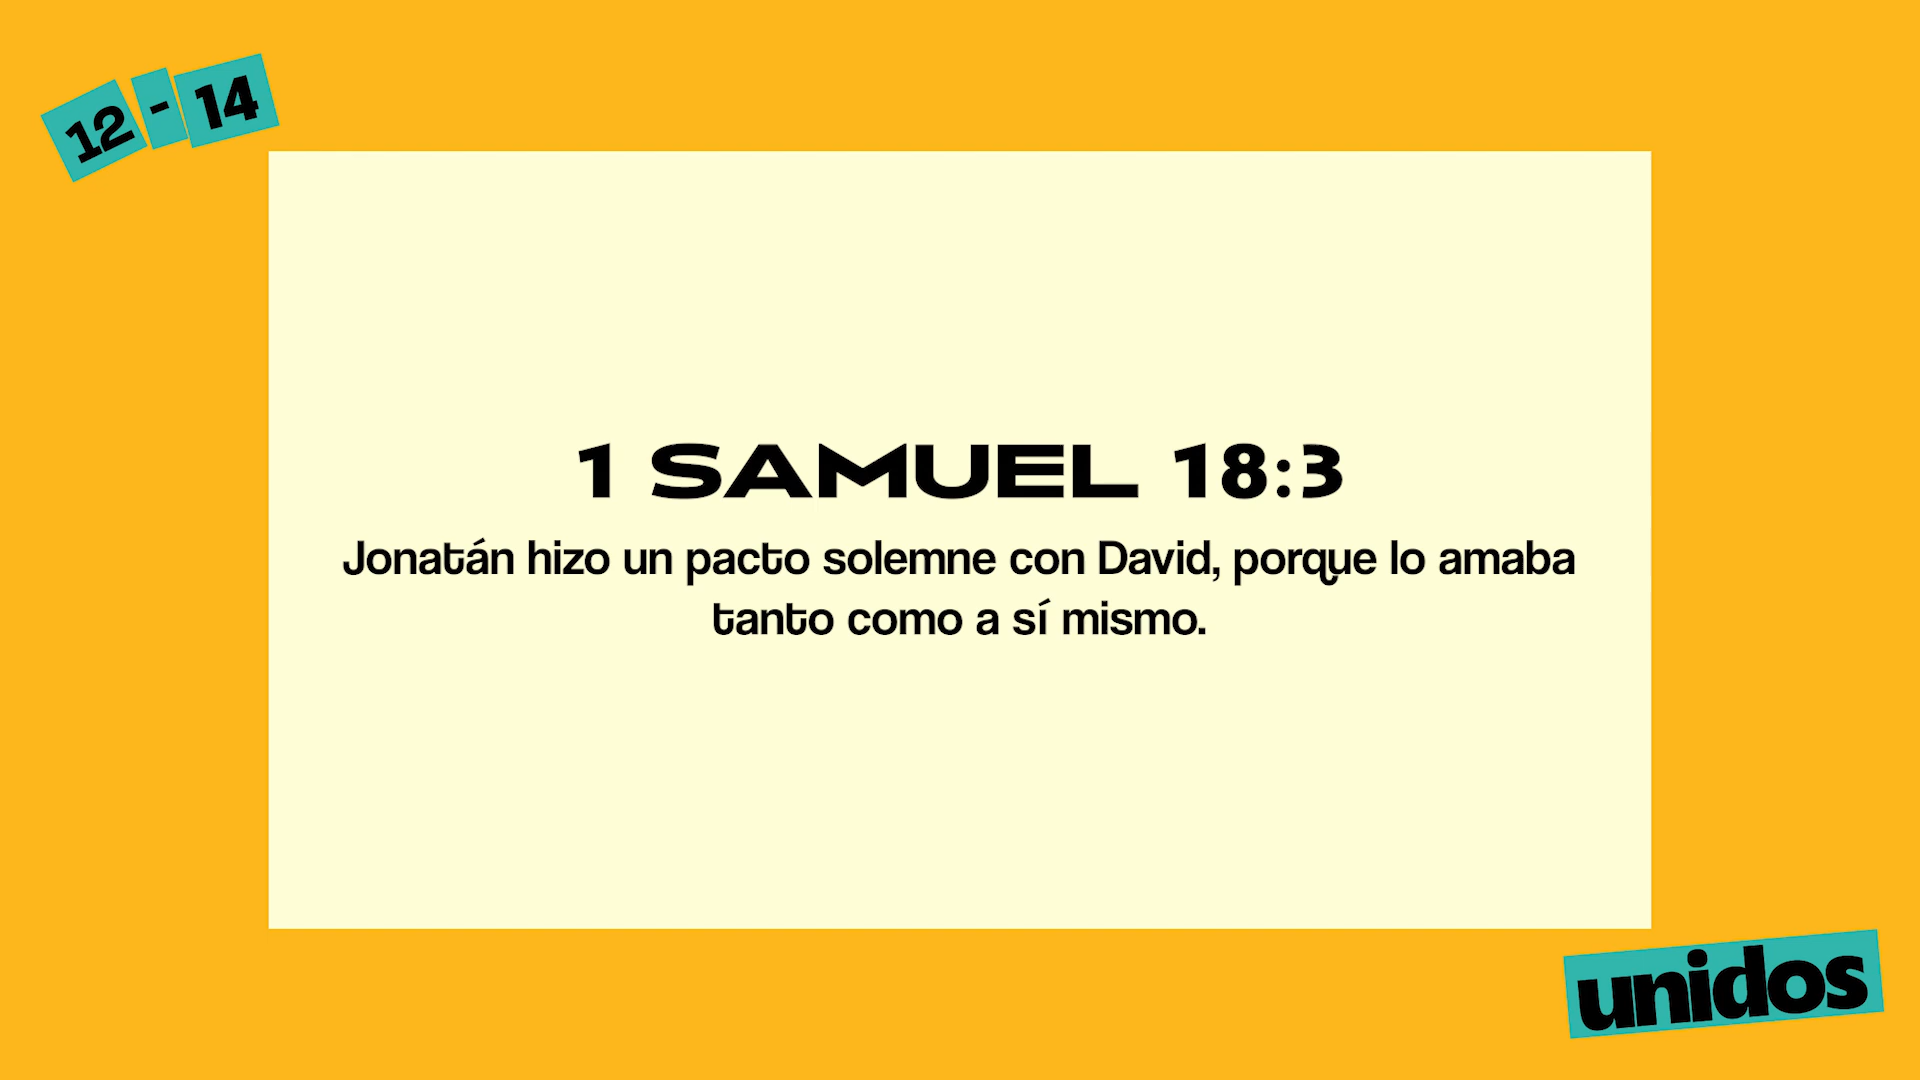 12 - 14
1 SAMUEL 18:3
Jonatán hizo un pacto solemne con David, porque lo amaba
tanto como a sí mismo.
unidos